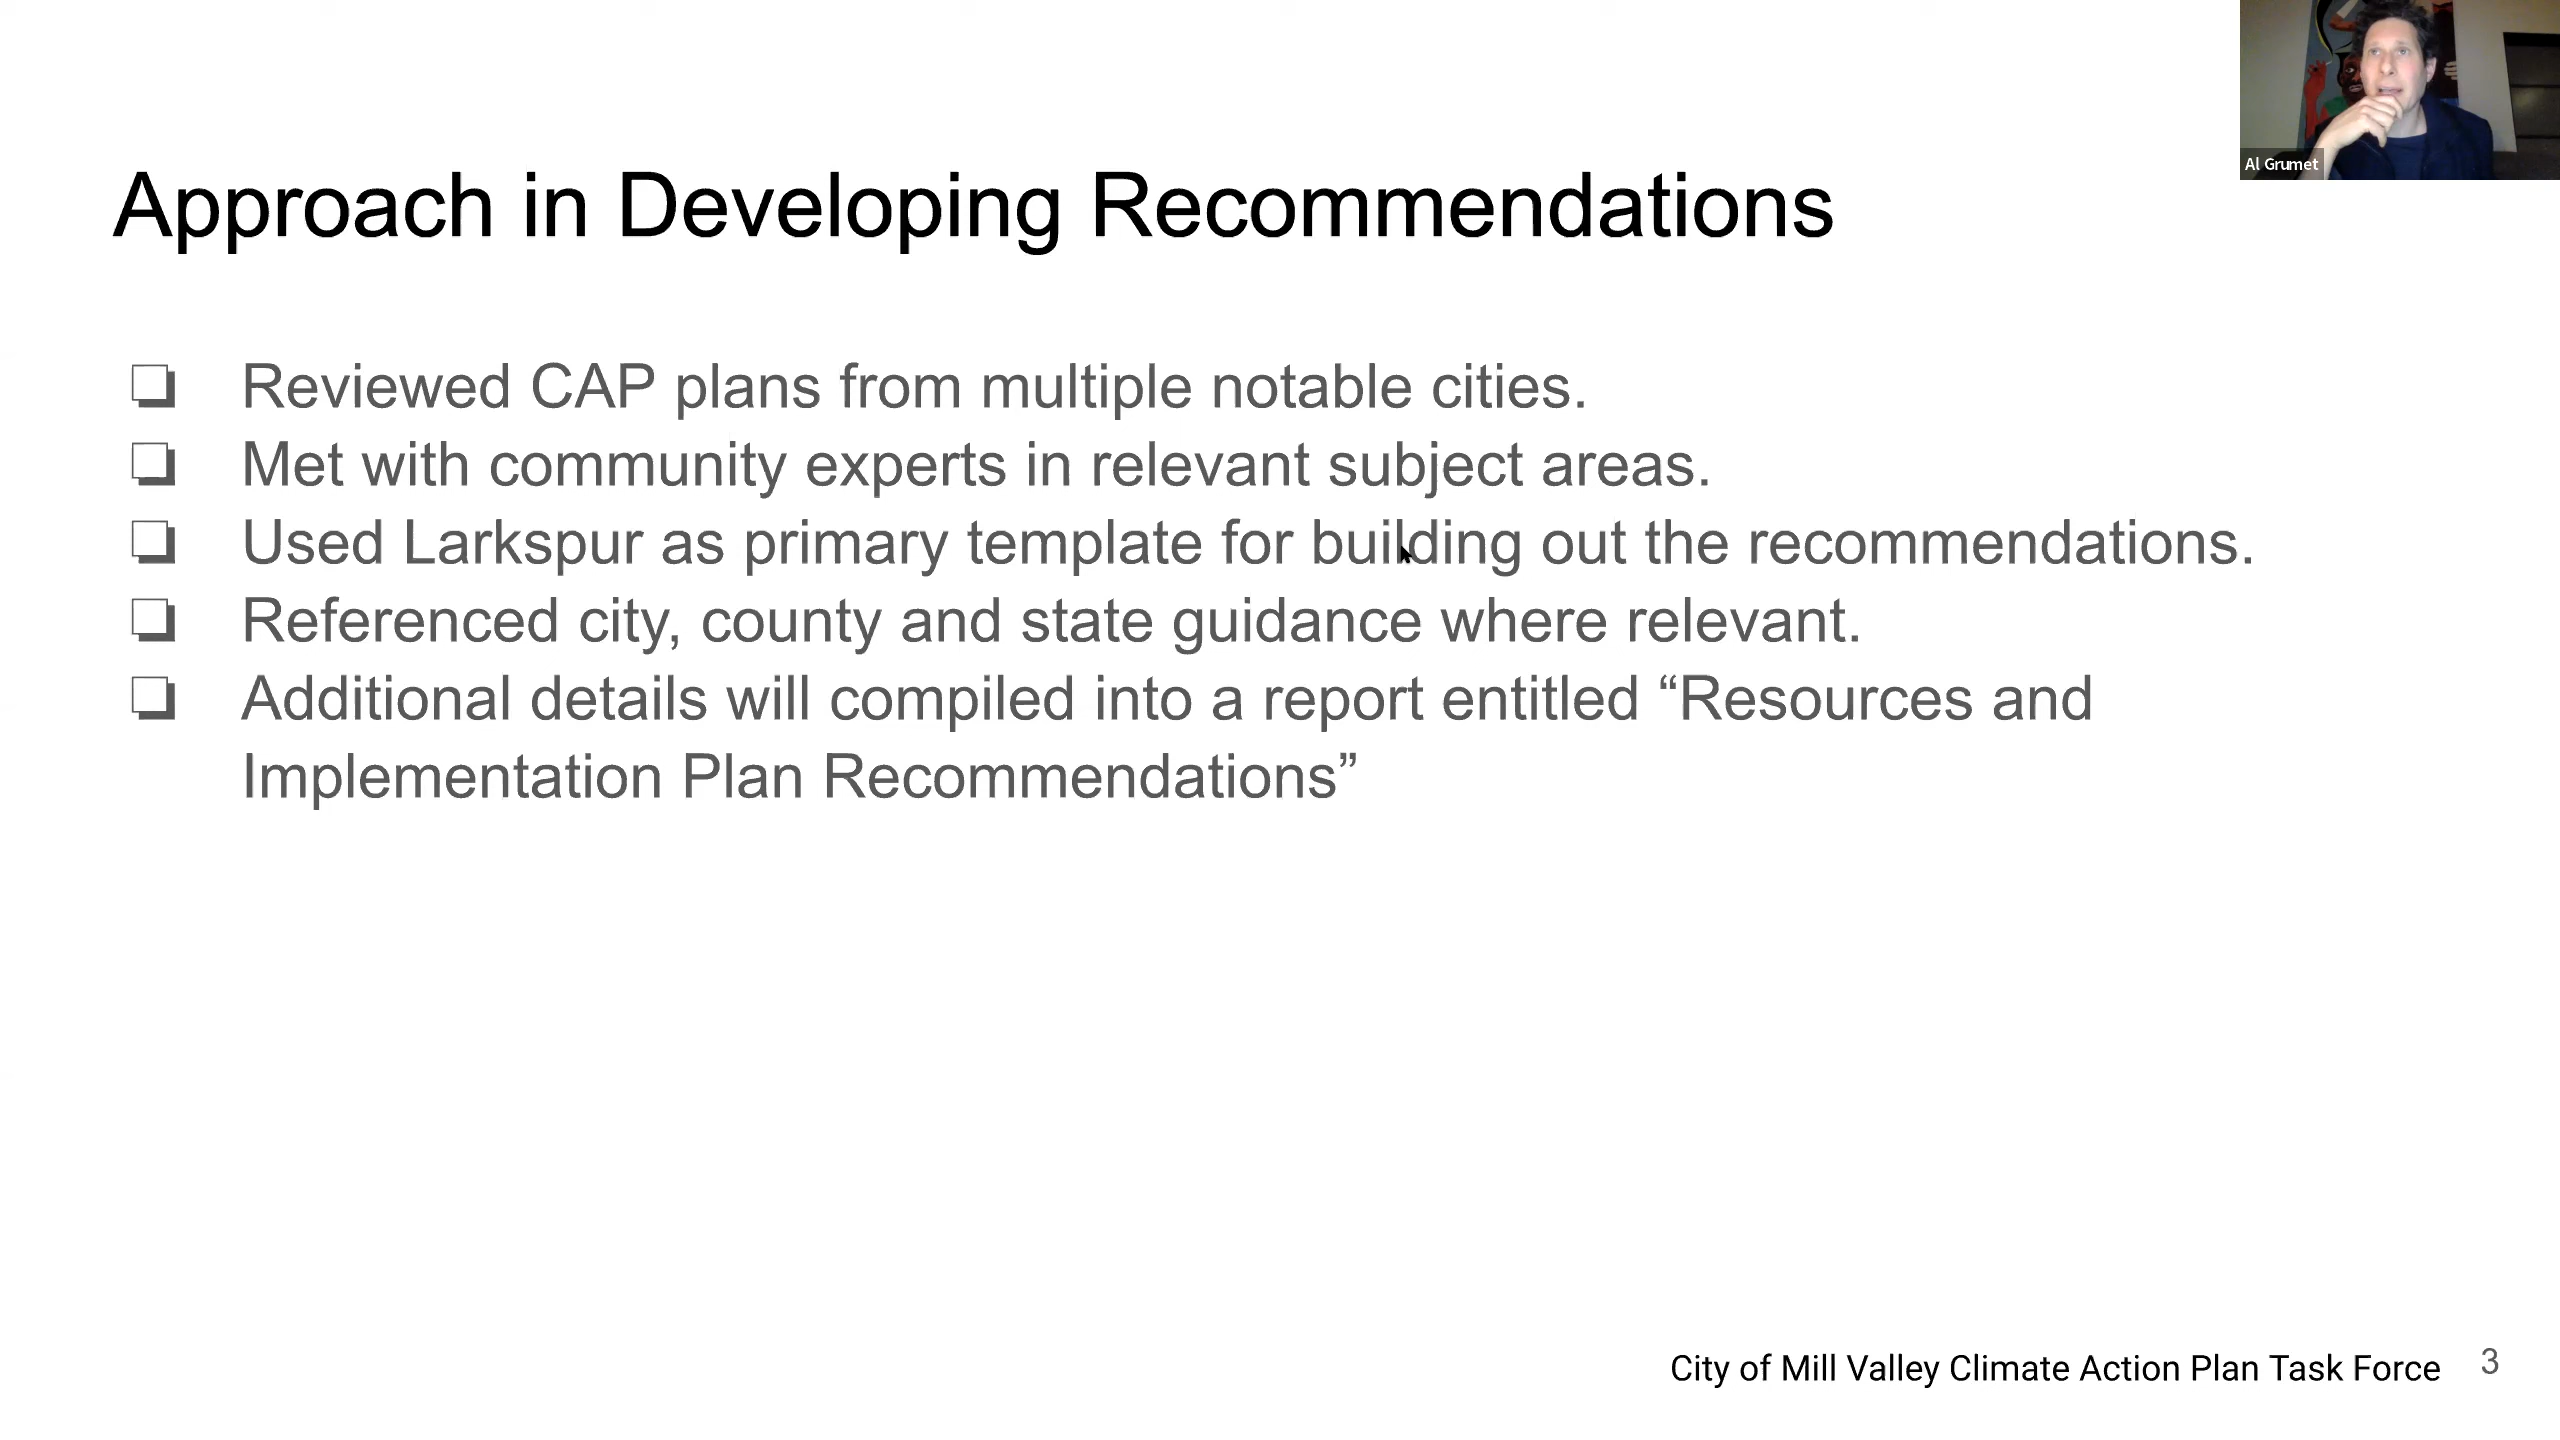 Al Grumet
Approach in Developing Recommendations
❏ Reviewed CAP plans from multiple notable cities.
❏ Met with community experts in relevant subject areas.
❏ Used Larkspur as primary template for building out the recommendations.
❏ Referenced city, county and state guidance where relevant.
❏ Additional details will compiled into a report entitled “Resources and
Implementation Plan Recommendations”
City of Mill Valley Climate Action Plan Task Force 3